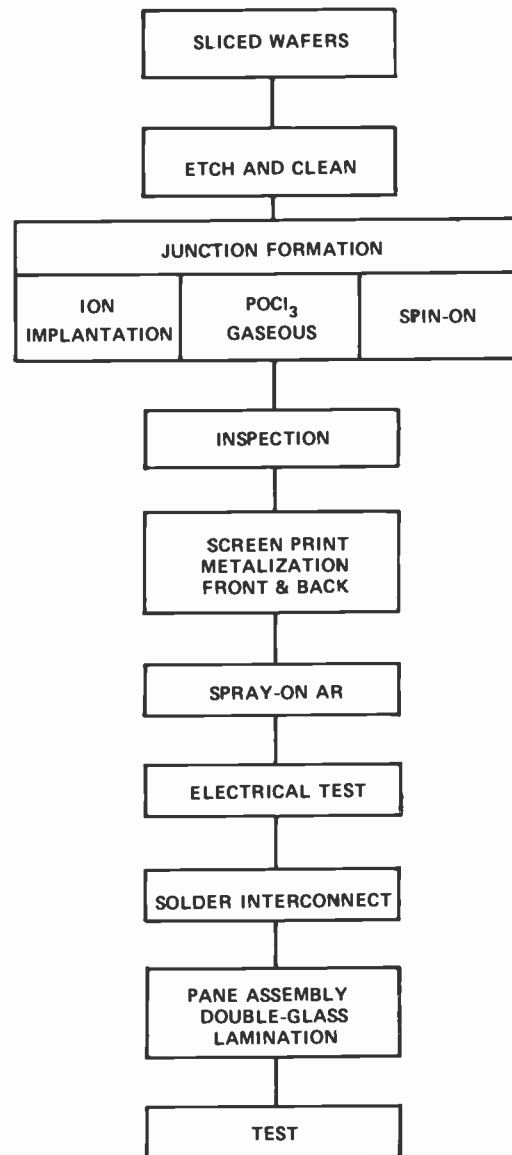 SLICED WAFERS
ETCH AND CLEAN
JUNCTION FORMATION
ION
IMPLANTATION
POCl₃
GASEOUS
SPIN-ON
INSPECTION
SCREEN PRINT
METALIZATION
FRONT & BACK
SPRAY-ON AR
ELECTRICAL TEST
SOLDER INTERCONNECT
PANE ASSEMBLY
DOUBLE-GLASS
LAMINATION
TEST